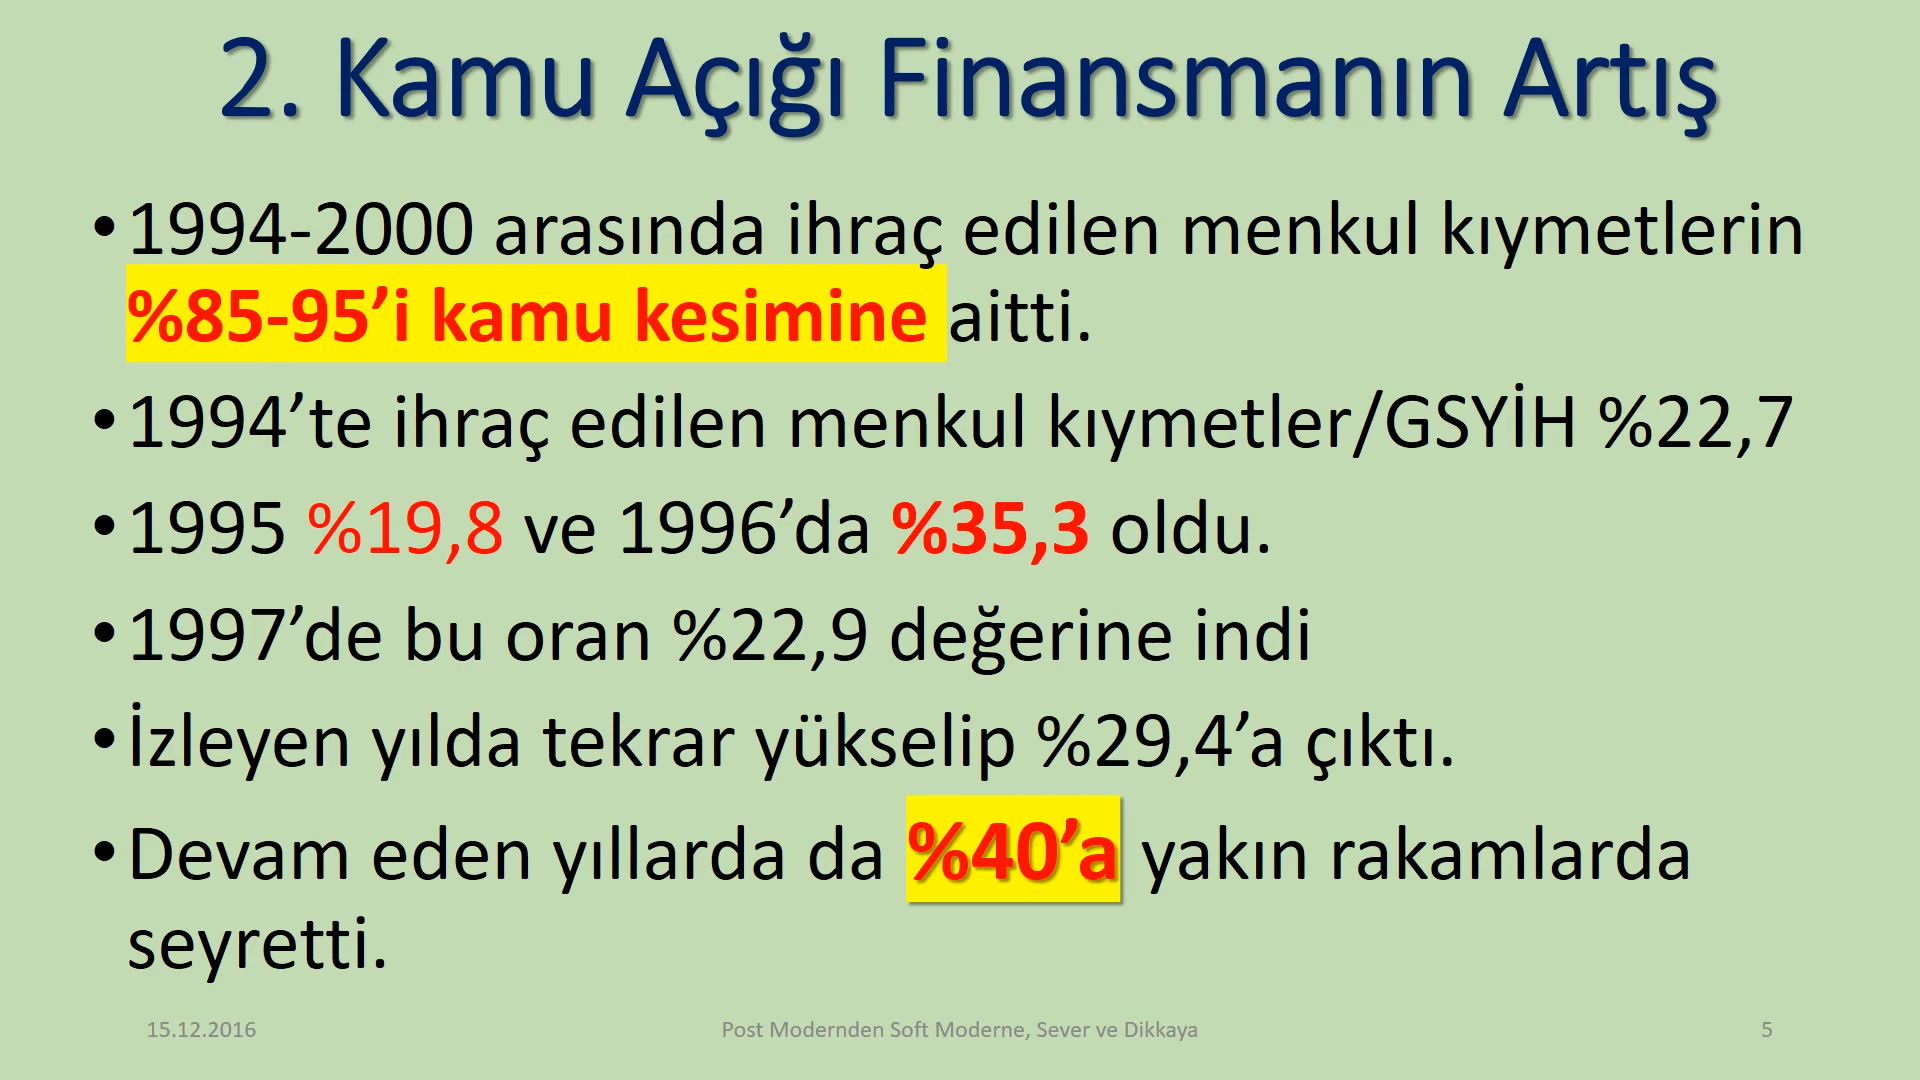 2. Kamu Açığı Finansmanın Artış
•1994-2000 arasında ihraç edilen menkul kıymetlerin
%85-95’i kamu kesimine aitti.
•1994’te ihraç edilen menkul kıymetler/GSYİH %22,7
•1995 %19,8 ve 1996’da %35,3 oldu.
•1997’de bu oran %22,9 değerine indi
•İzleyen yılda tekrar yükselip %29,4’a çıktı.
•Devam eden yıllarda da %40’a yakın rakamlarda
seyretti.
15.12.2016
Post Modernden Soft Moderne, Sever ve Dikkaya
5